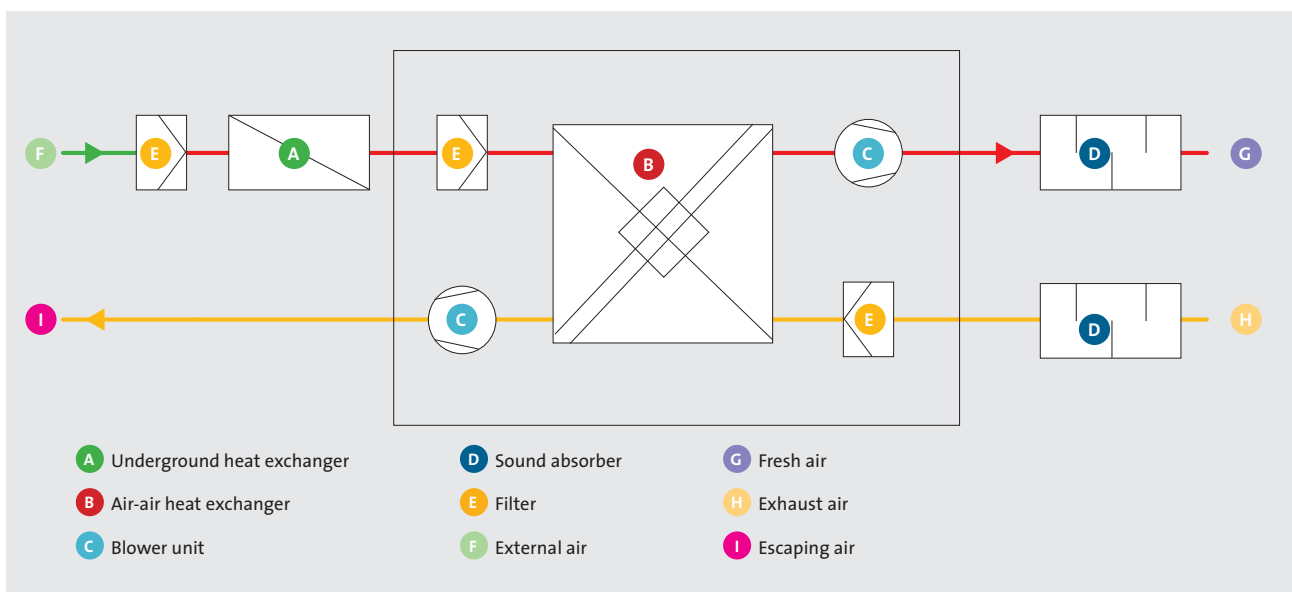 F E A E B C D G
I C E D H
A Underground heat exchanger
B Air-air heat exchanger
C Blower unit
D Sound absorber
E Filter
F External air
G Fresh air
H Exhaust air
I Escaping air